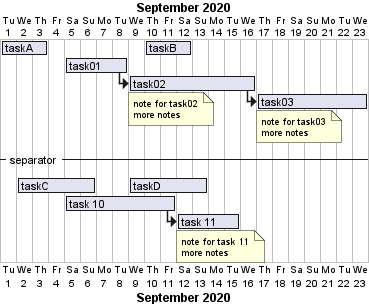 September 2020
Tu We Th Fr Sa Su Mo Tu We Th Fr Sa Su Mo Tu We Th Fr Sa Su Mo Tu We
1 2 3 4 5 6 7 8 9 10 11 12 13 14 15 16 17 18 19 20 21 22 23
taskA taskB
task01
task02
note for task02
more notes
task03
note for task03
more notes
separator
taskC taskD
task 10
task 11
note for task 11
more notes
Tu We Th Fr Sa Su Mo Tu We Th Fr Sa Su Mo Tu We Th Fr Sa Su Mo Tu We
1 2 3 4 5 6 7 8 9 10 11 12 13 14 15 16 17 18 19 20 21 22 23
September 2020